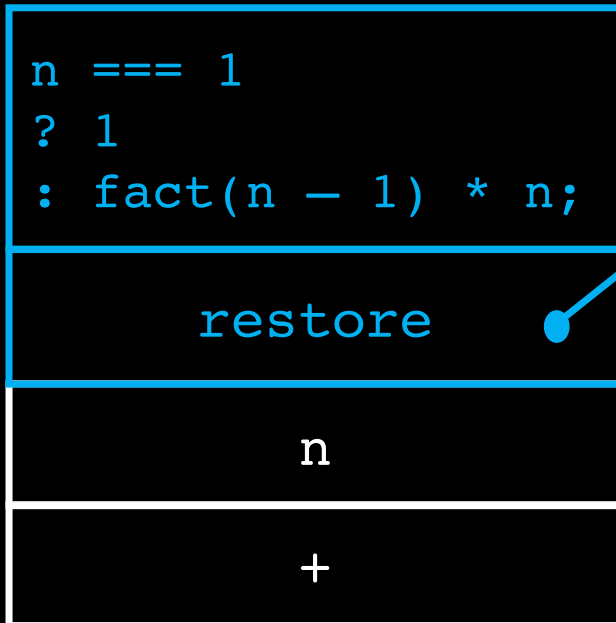 n === 1
? 1
: fact(n – 1) * n;
restore
n
+